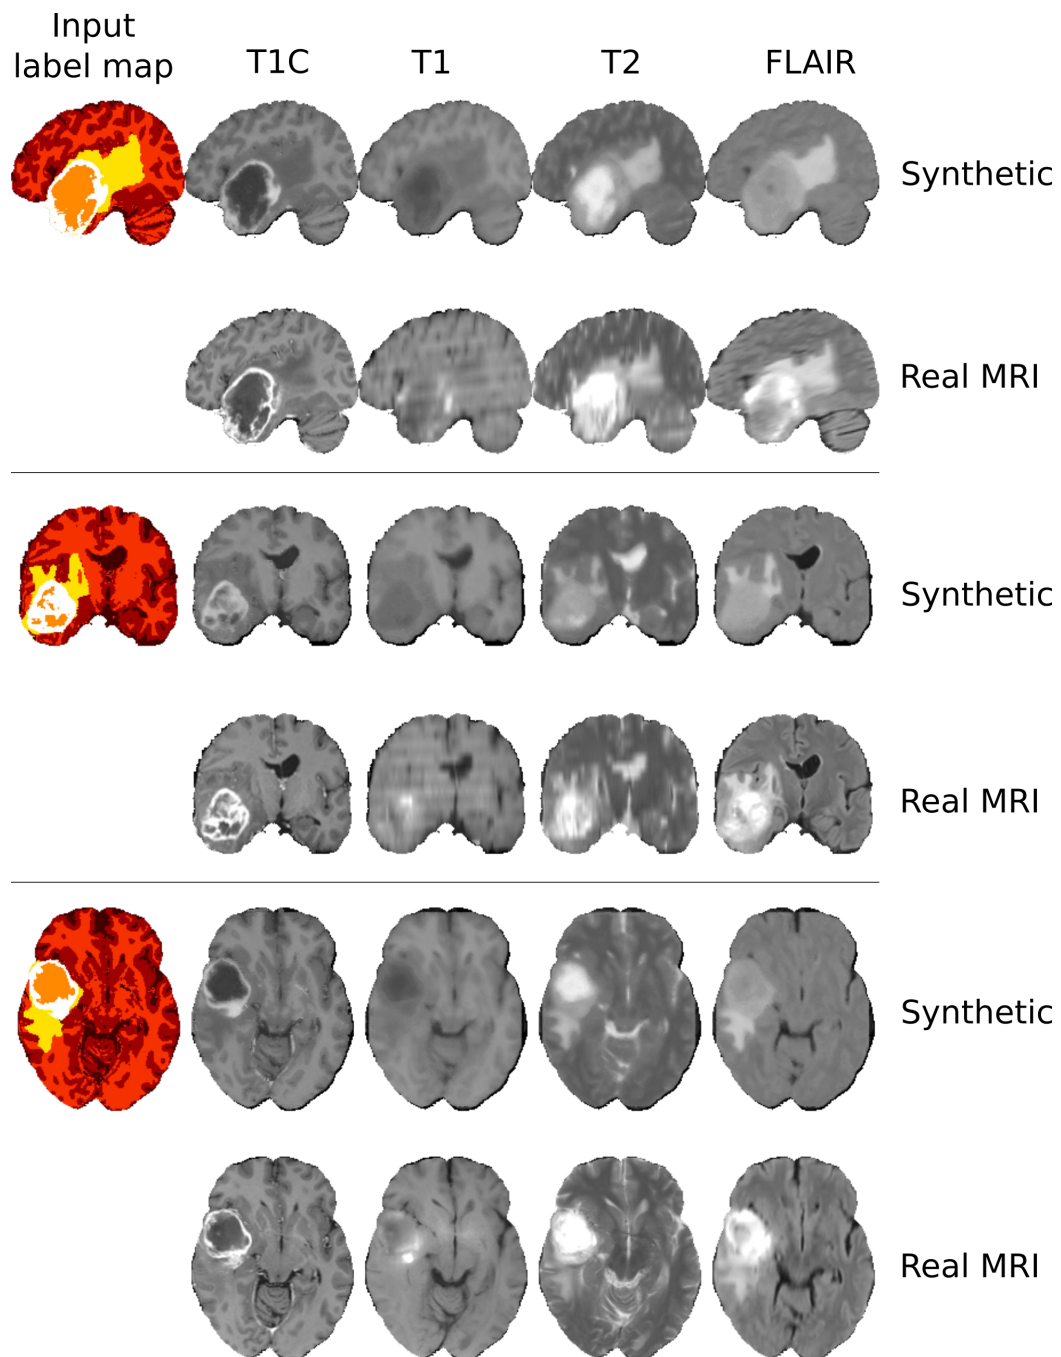 Input
label map
T1C
T1
T2
FLAIR
Synthetic
Real MRI
Synthetic
Real MRI
Synthetic
Real MRI